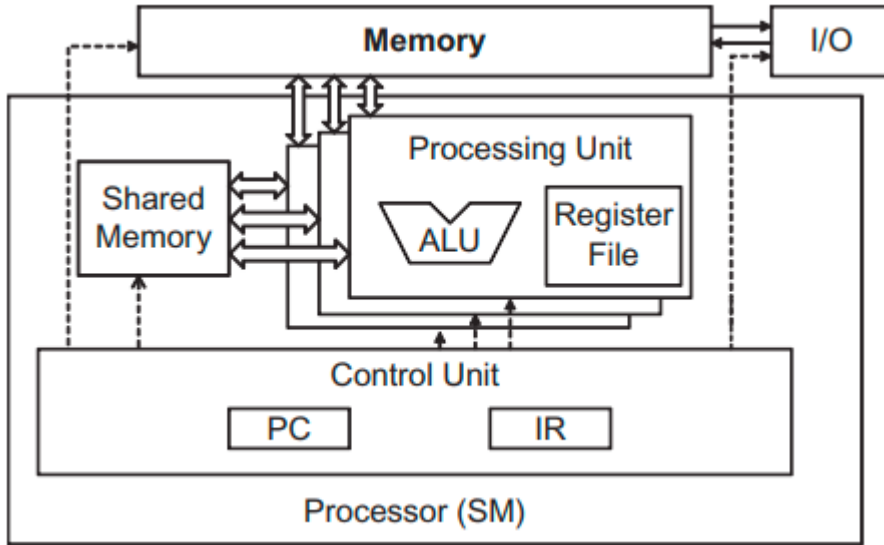 Memory
I/O
Processing Unit
Shared
Memory
ALU
Register
File
Control Unit
PC
IR
Processor (SM)